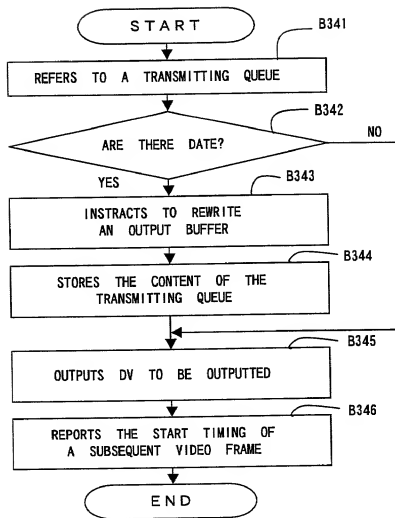 START
B341
REFERS TO A TRANSMITTING QUEUE
B342
ARE THERE DATE?
NO
YES
B343
INSTRACTS TO REWRITE
AN OUTPUT BUFFER
B344
STORES THE CONTENT OF THE
TRANSMITTING QUEUE
B345
OUTPUTS DV TO BE OUTPUTTED
B346
REPORTS THE START TIMING OF
A SUBSEQUENT VIDEO FRAME
END